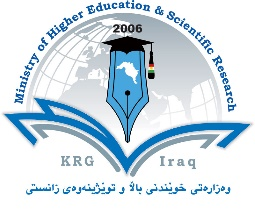 Ministry of Higher Education & Scientific Research
2006
KRG Iraq
وەزارەتی خوێندنی باڵا و توێژینەوەی زانستی